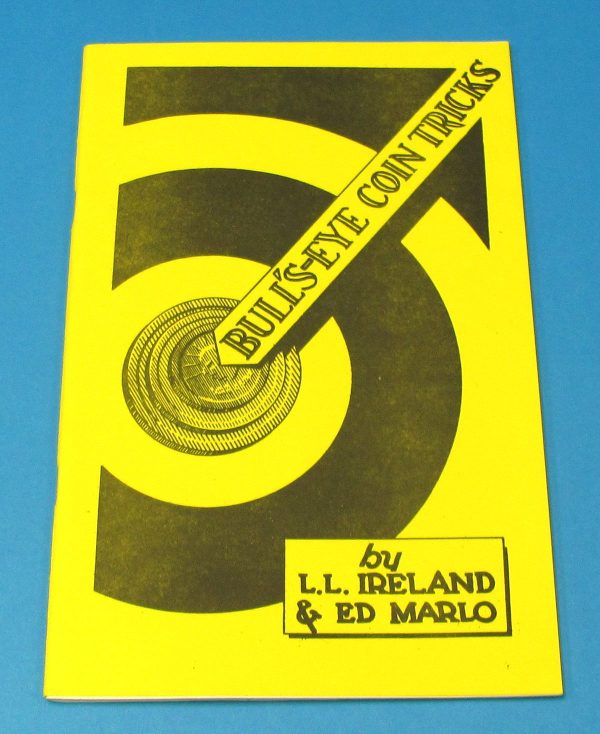 BULL'S-EYE COIN TRICKS
by
L.L. IRELAND
& ED MARLO